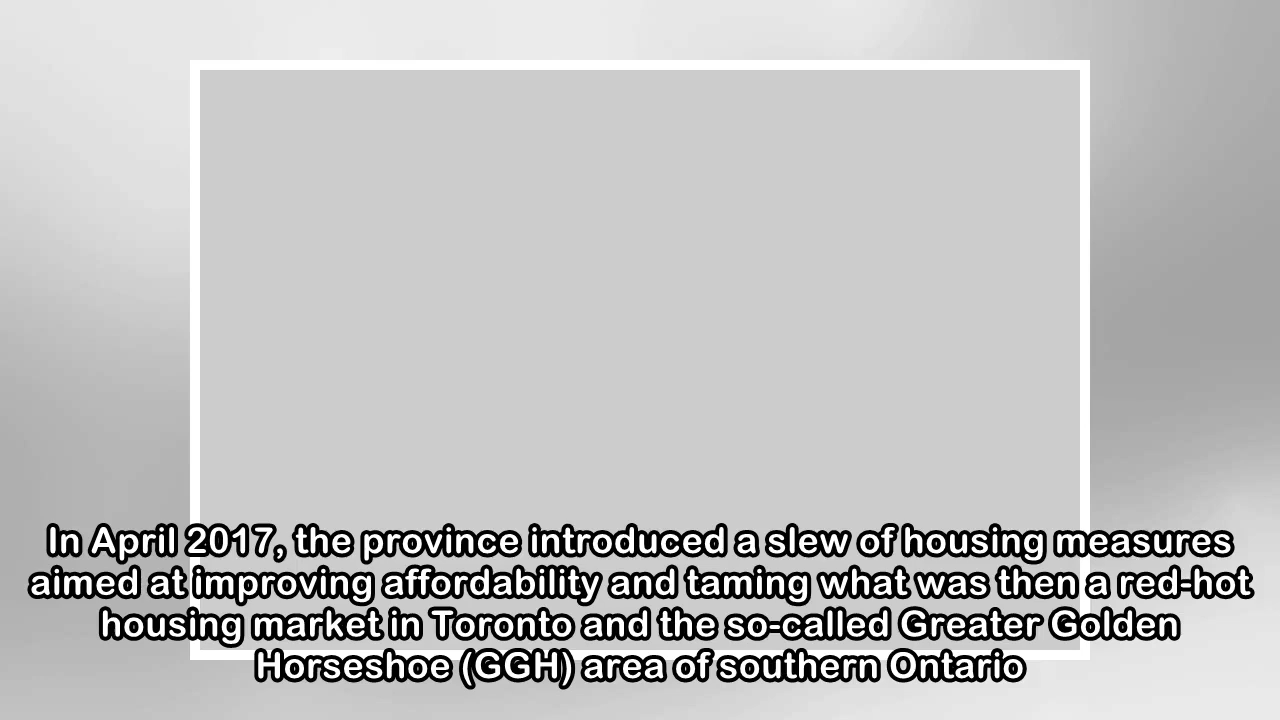 In April 2017, the province introduced a slew of housing measures
aimed at improving affordability and taming what was then a red-hot
housing market in Toronto and the so-called Greater Golden
Horseshoe (GGH) area of southern Ontario